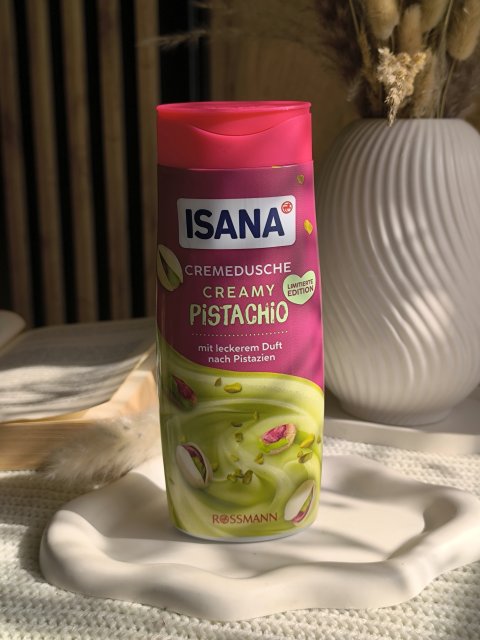 ISANA
CREMEDUSCHE
CREAMY
PiSTACHiO
LIMITIERTE
EDITION
mit leckerem Duft
nach Pistazien
ROSSMANN